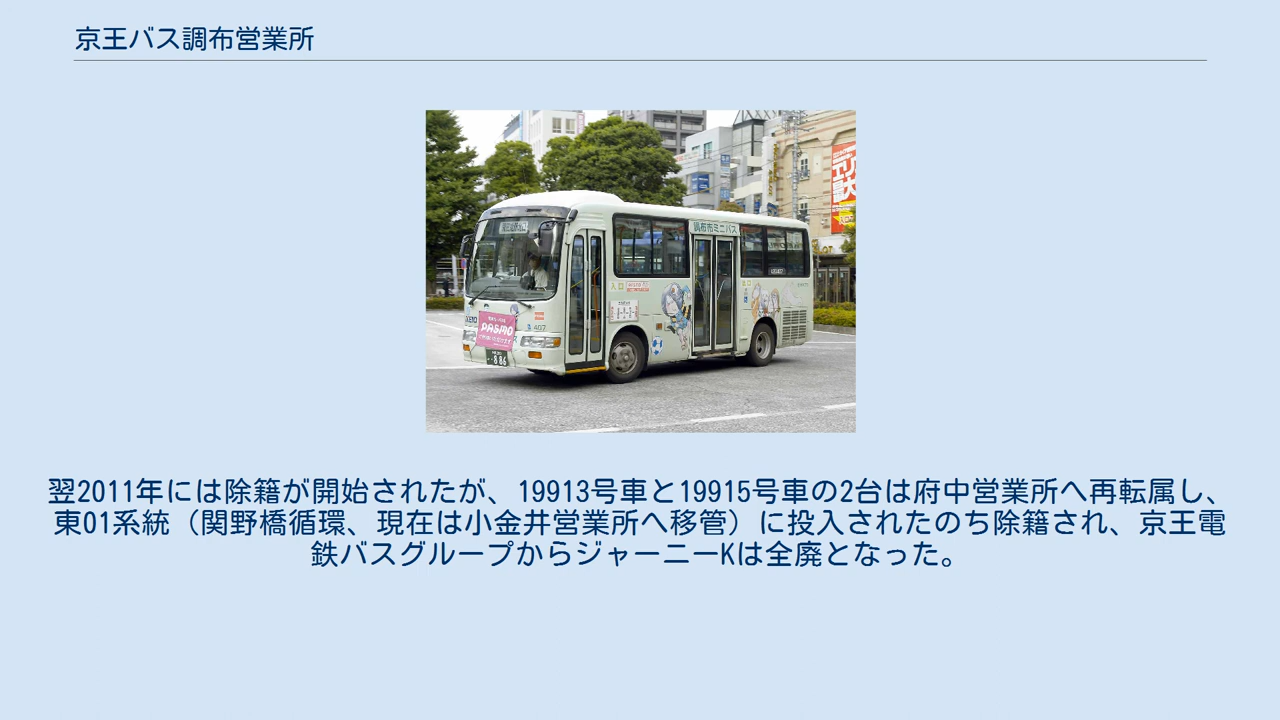 京王バス調布営業所
調布市ミニバス
PASMO
407
886
翌2011年には除籍が開始されたが、19913号車と19915号車の2台は府中営業所へ再転属し、
東01系統（関野橋循環、現在は小金井営業所へ移管）に投入されたのち除籍され、京王電
鉄バスグループからジャーニーKは全廃となった。